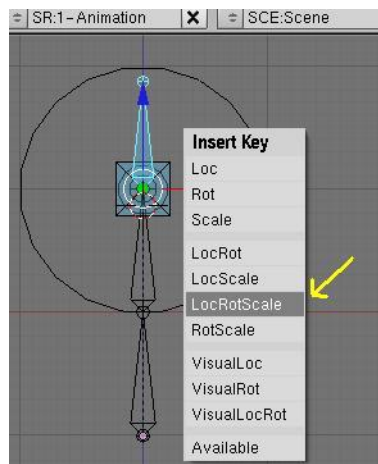 SR:1-Animation
SCE:Scene
Insert Key
Loc
Rot
Scale
LocRot
LocScale
LocRotScale
RotScale
VisualLoc
VisualRot
VisualLocRot
Available